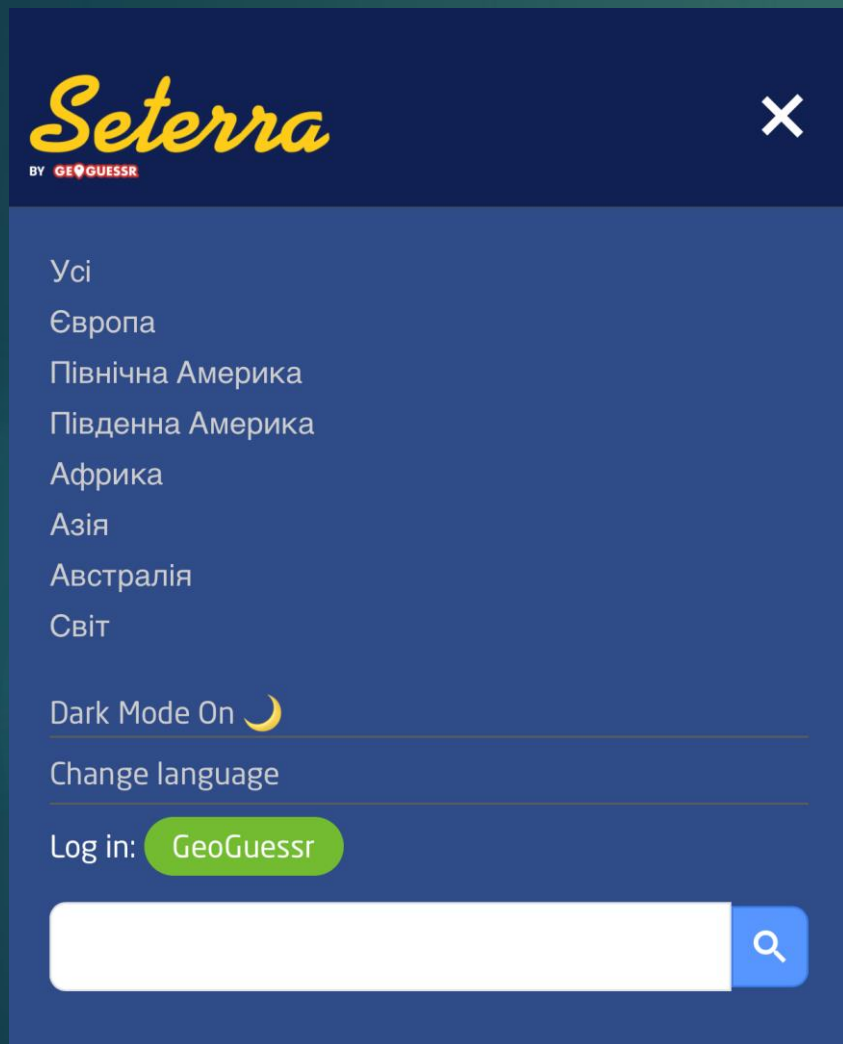 Seterra
BY GEOGUESSR
Усі
Європа
Північна Америка
Південна Америка
Африка
Азія
Австралія
Світ
Dark Mode On 🌙
Change language
Log in: GeoGuessr